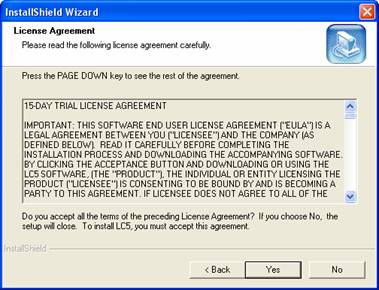 InstallShield Wizard
License Agreement
Please read the following license agreement carefully.
Press the PAGE DOWN key to see the rest of the agreement.
15-DAY TRIAL LICENSE AGREEMENT
IMPORTANT: THIS SOFTWARE END USER LICENSE AGREEMENT ("EULA") IS A
LEGAL AGREEMENT BETWEEN YOU ("LICENSEE") AND THE COMPANY (AS
DEFINED BELOW). READ IT CAREFULLY BEFORE COMPLETING THE
INSTALLATION PROCESS AND DOWNLOADING THE ACCOMPANYING SOFTWARE.
BY CLICKING THE ACCEPTANCE BUTTON AND DOWNLOADING OR USING THE
LC5 SOFTWARE, (THE "PRODUCT"), THE INDIVIDUAL OR ENTITY LICENSING THE
PRODUCT ("LICENSEE") IS CONSENTING TO BE BOUND BY AND IS BECOMING A
PARTY TO THIS AGREEMENT. IF LICENSEE DOES NOT AGREE TO ALL OF THE
Do you accept all the terms of the preceding License Agreement? If you choose No, the
setup will close. To install LC5, you must accept this agreement.
InstallShield
< Back Yes No